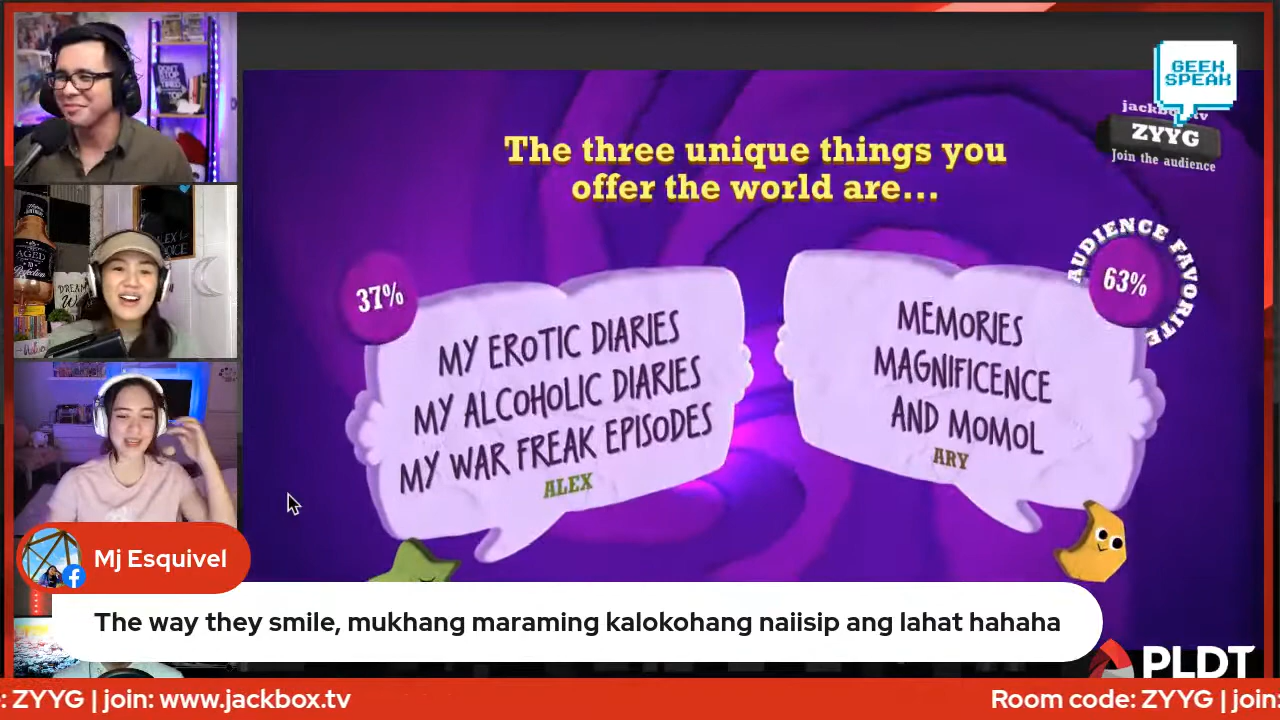 GEEK
SPEAK
jackbox.tv
ZYYG
Join the audience
The three unique things you
offer the world are...
AUDIENCE FAVORITE
63%
37%
MY EROTIC DIARIES
MY ALCOHOLIC DIARIES
MY WAR FREAK EPISODES
ALEX
MEMORIES
MAGNIFICENCE
AND MOMOL
ARY
AGED
DREAM
Mj Esquivel
The way they smile, mukhang maraming kalokohang naiisip ang lahat hahaha
PLDT
: ZYYG | join: www.jackbox.tv
Room code: ZYYG | join: